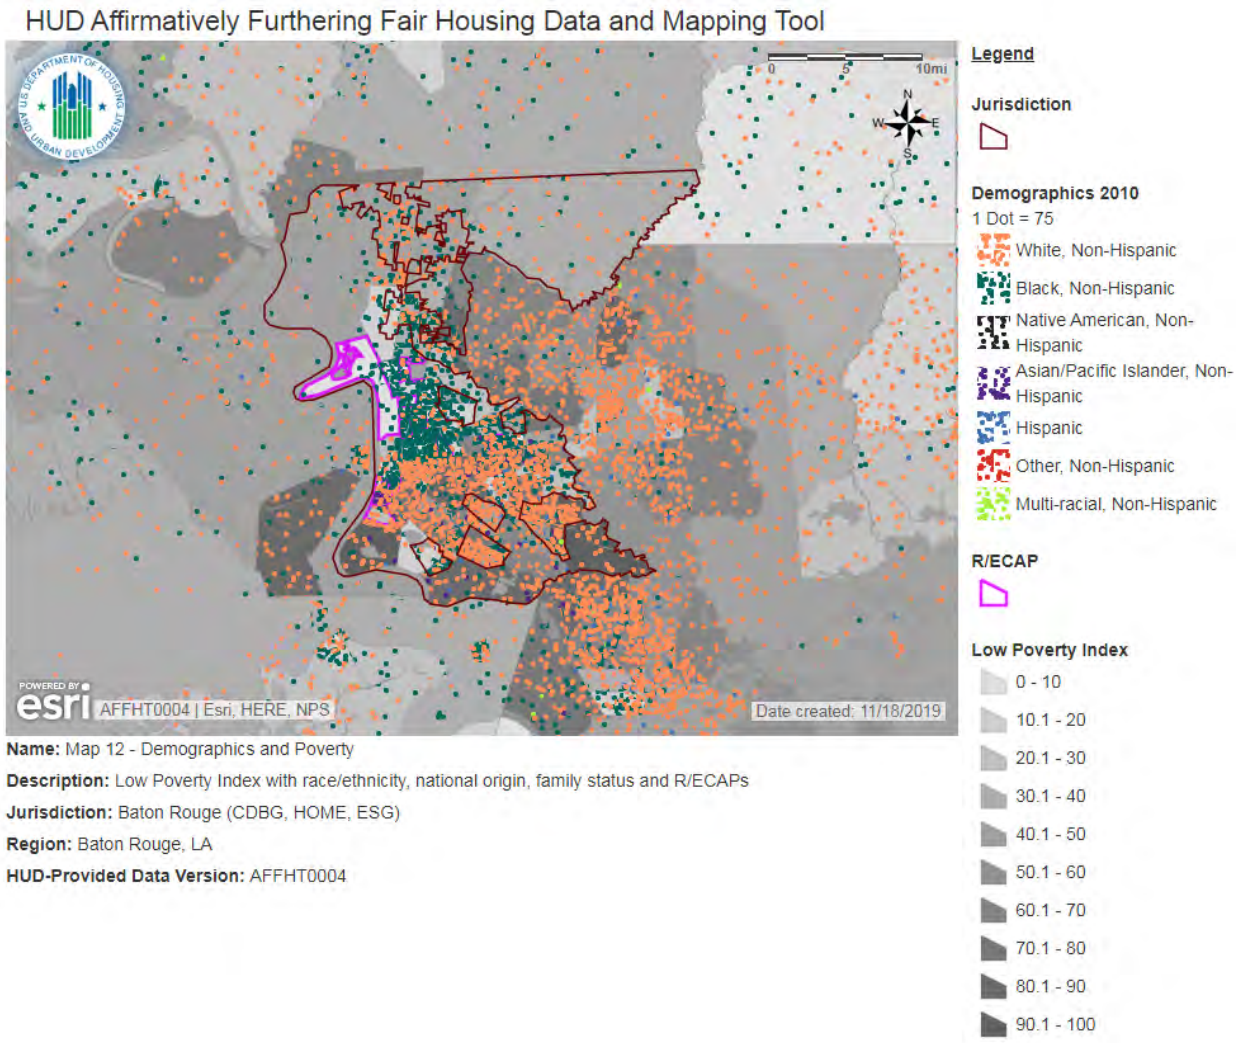 HUD Affirmatively Furthering Fair Housing Data and Mapping Tool
U.S. DEPARTMENT OF HOUSING
AND URBAN DEVELOPMENT
0 5 10mi
N
W E
S
POWERED BY
esri
AFFHT0004 | Esri, HERE, NPS
Date created: 11/18/2019
Name: Map 12 - Demographics and Poverty
Description: Low Poverty Index with race/ethnicity, national origin, family status and R/ECAPs
Jurisdiction: Baton Rouge (CDBG, HOME, ESG)
Region: Baton Rouge, LA
HUD-Provided Data Version: AFFHT0004
Legend
Jurisdiction
Demographics 2010
1 Dot = 75
White, Non-Hispanic
Black, Non-Hispanic
Native American, Non-
Hispanic
Asian/Pacific Islander, Non-
Hispanic
Hispanic
Other, Non-Hispanic
Multi-racial, Non-Hispanic
R/ECAP
Low Poverty Index
0 - 10
10.1 - 20
20.1 - 30
30.1 - 40
40.1 - 50
50.1 - 60
60.1 - 70
70.1 - 80
80.1 - 90
90.1 - 100